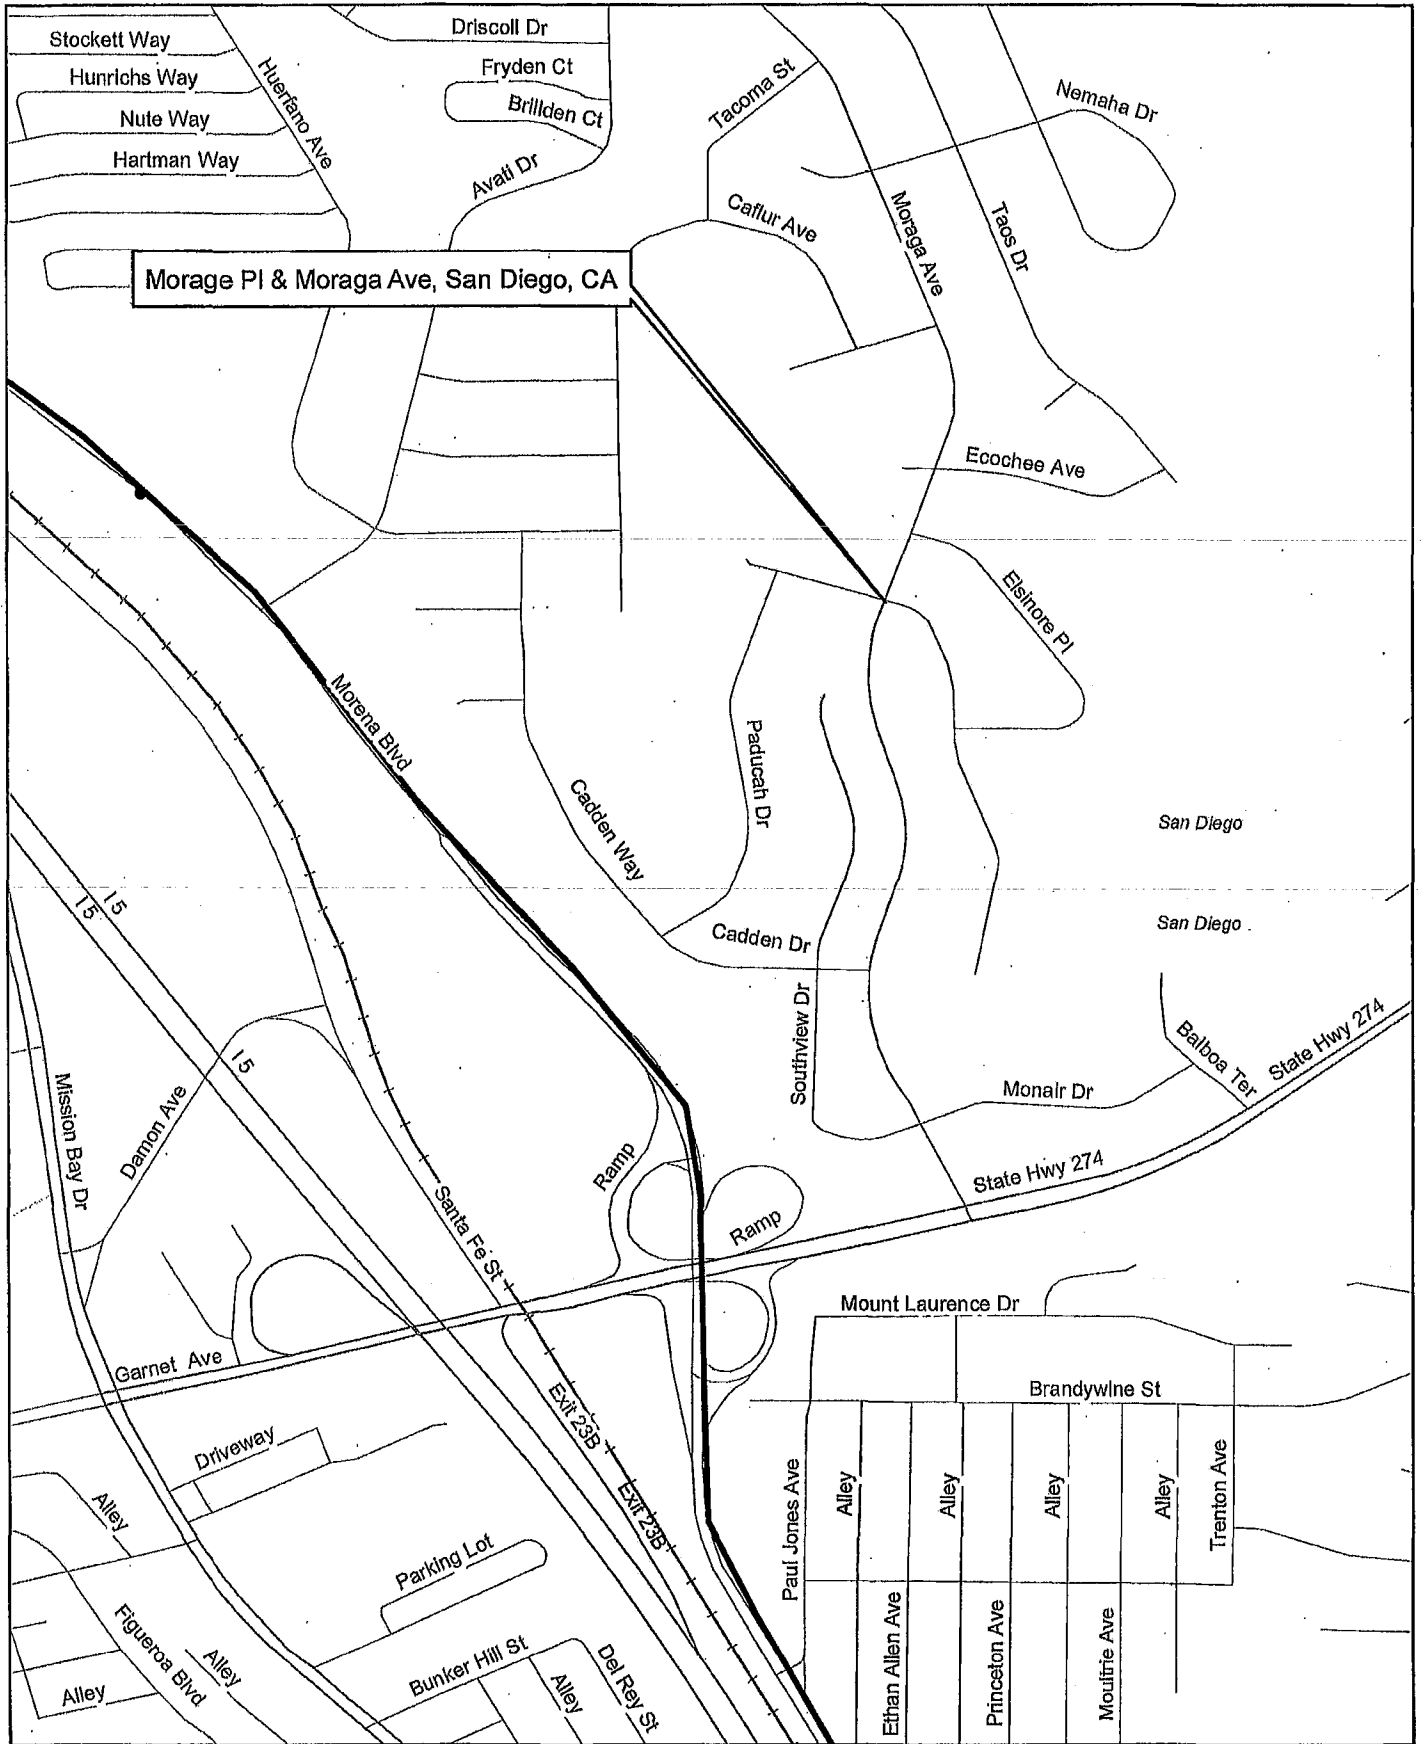 Stockett Way
Driscoll Dr
Hunrichs Way
Huerfano Ave
Fryden Ct
Tacoma St
Nute Way
Brillden Ct
Nemaha Dr
Hartman Way
Avati Dr
Caflur Ave
Moraga Ave
Taos Dr
Morage Pl & Moraga Ave, San Diego, CA
Ecochee Ave
Elsinore Pl
Morena Blvd
Paducah Dr
Cadden Way
San Diego
I 5
I 5
Cadden Dr
San Diego
Southview Dr
Balboa Ter
State Hwy 274
I 5
Monair Dr
Mission Bay Dr
Damon Ave
Ramp
State Hwy 274
Santa Fe St
Ramp
Mount Laurence Dr
Garnet Ave
Brandywine St
Exit 23B
Driveway
Alley
Exit 23B
Paul Jones Ave
Alley
Alley
Alley
Alley
Trenton Ave
Parking Lot
Figueroa Blvd
Alley
Alley
Bunker Hill St
Alley
Del Rey St
Ethan Allen Ave
Princeton Ave
Moultrie Ave